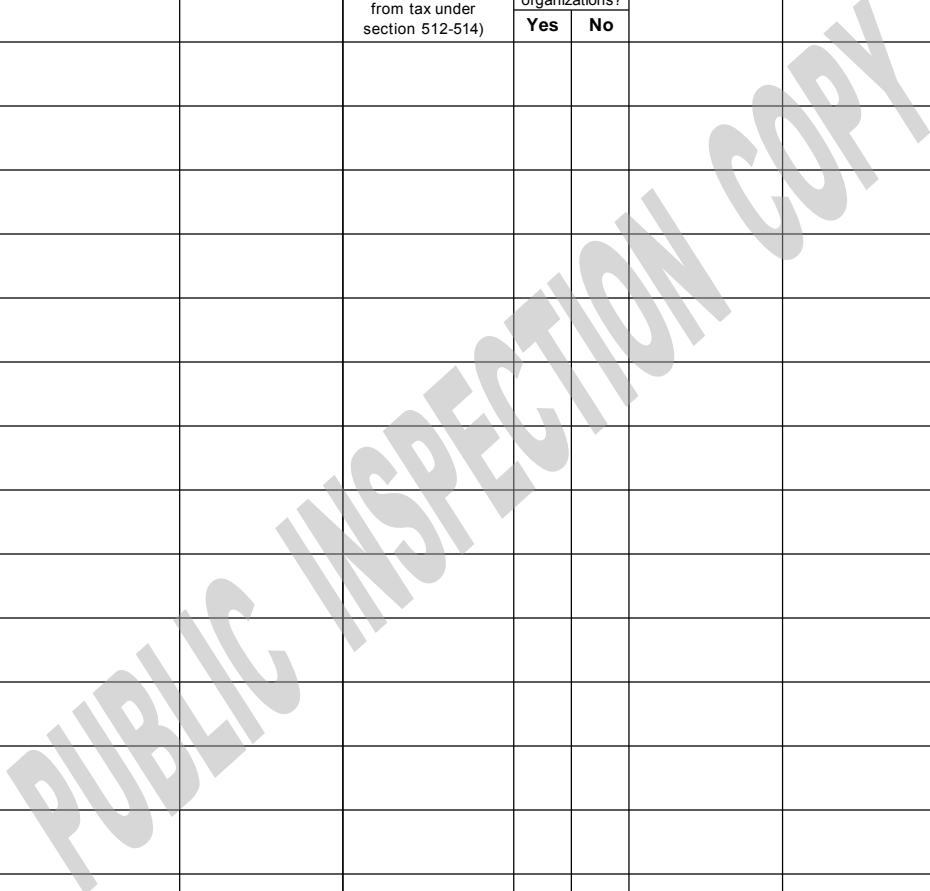 from tax under
section 512-514)
organizations?
Yes No
PUBLIC INSPECTION COPY